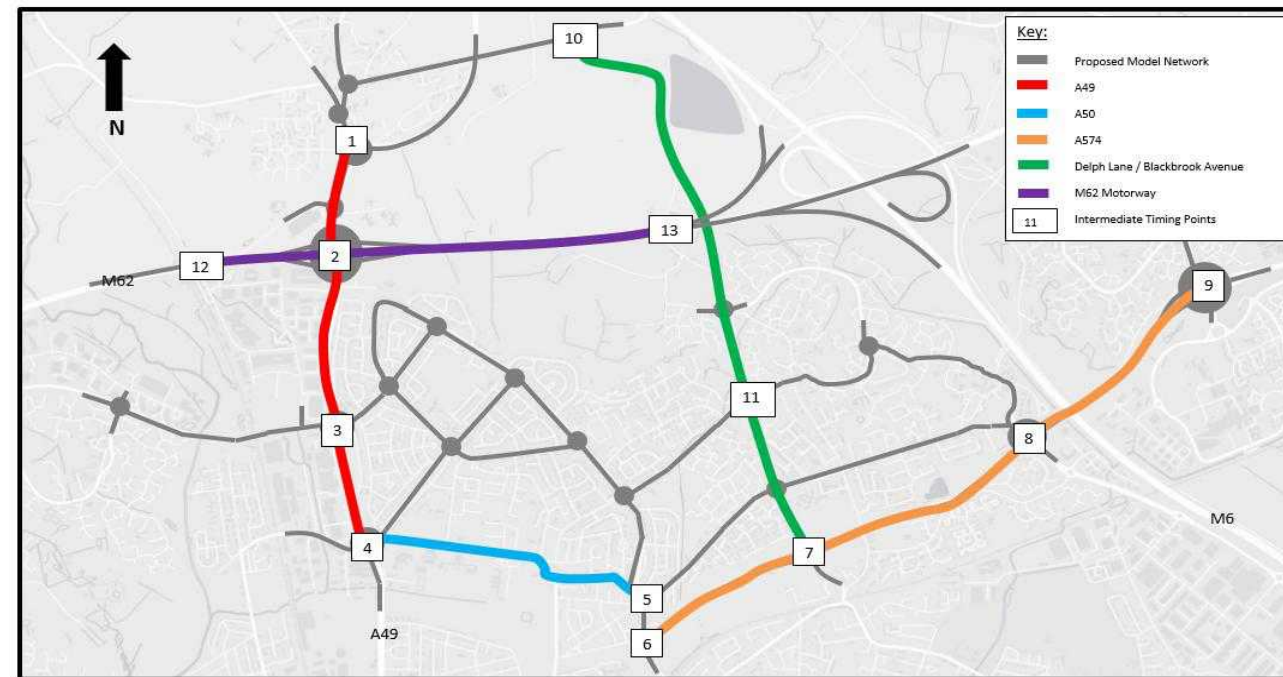 N
10
1
2
12
13
M62
3
4
A49
5
6
7
11
8
9
M6
Key:
Proposed Model Network
A49
A50
A574
Delph Lane / Blackbrook Avenue
M62 Motorway
11 Intermediate Timing Points